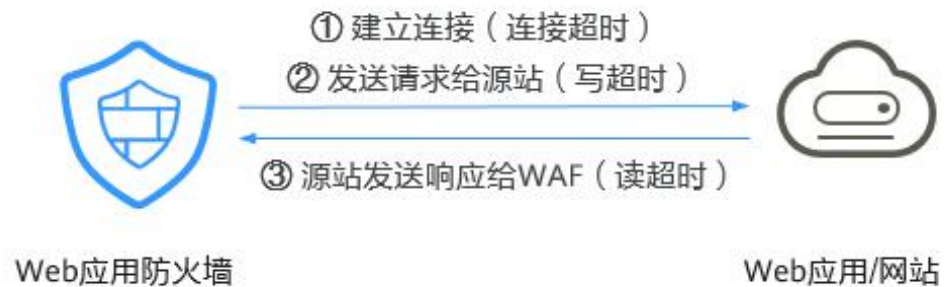 ① 建立连接（连接超时）
② 发送请求给源站（写超时）
③ 源站发送响应给WAF（读超时）
Web应用防火墙
Web应用/网站